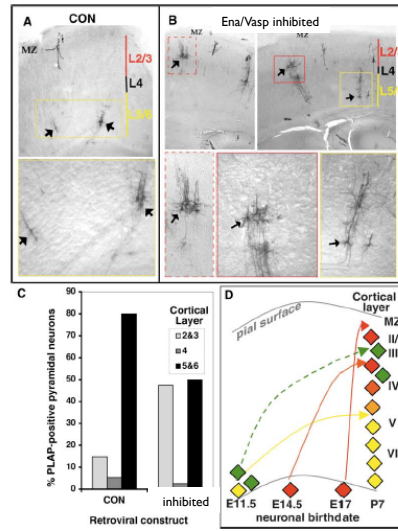 A
CON
MZ
L2/3
L4
L5/6
B
Ena/Vasp inhibited
MZ
L2/
L4
L5/
C
% PLAP-positive pyramidal neurons
90
80
70
60
50
40
30
20
10
0
Cortical
Layer
2&3
4
5&6
CON
inhibited
Retroviral construct
D
Cortical
layer
pial surface
MZ
II/
III
IV
V
VI
E11.5
E14.5
E17
P7
neuronal birthdate